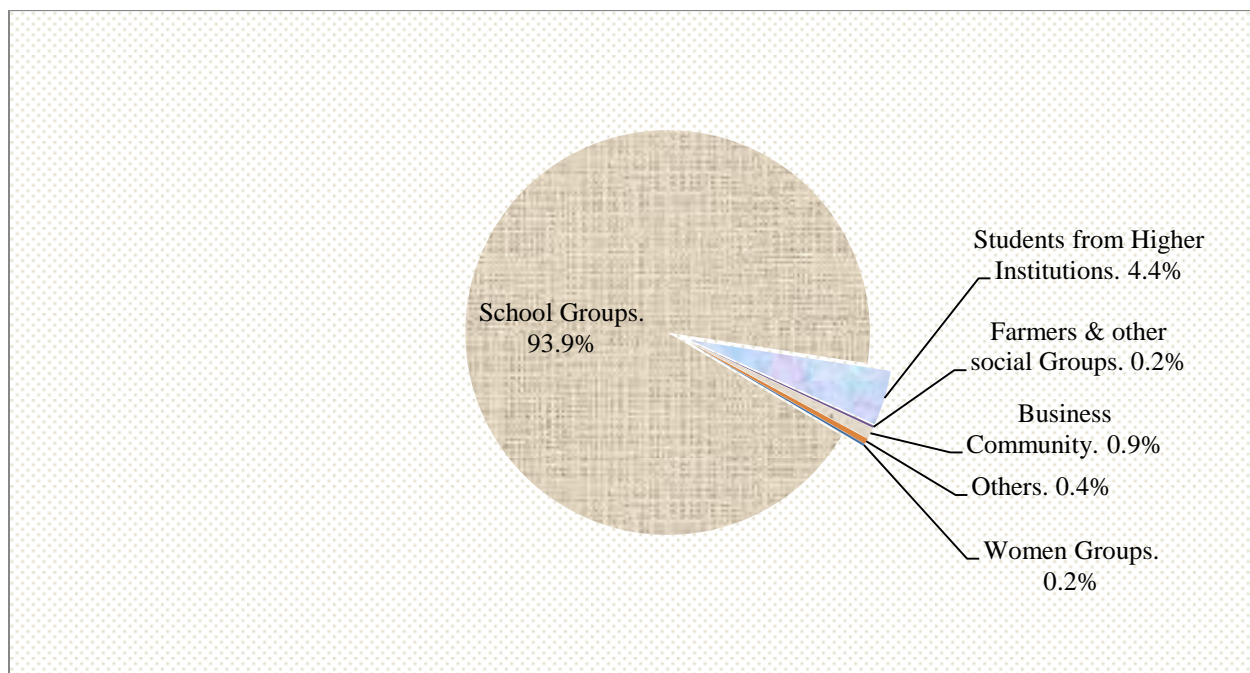 School Groups.
93.9%
Students from Higher
Institutions. 4.4%
Farmers & other
social Groups. 0.2%
Business
Community. 0.9%
Others. 0.4%
Women Groups.
0.2%